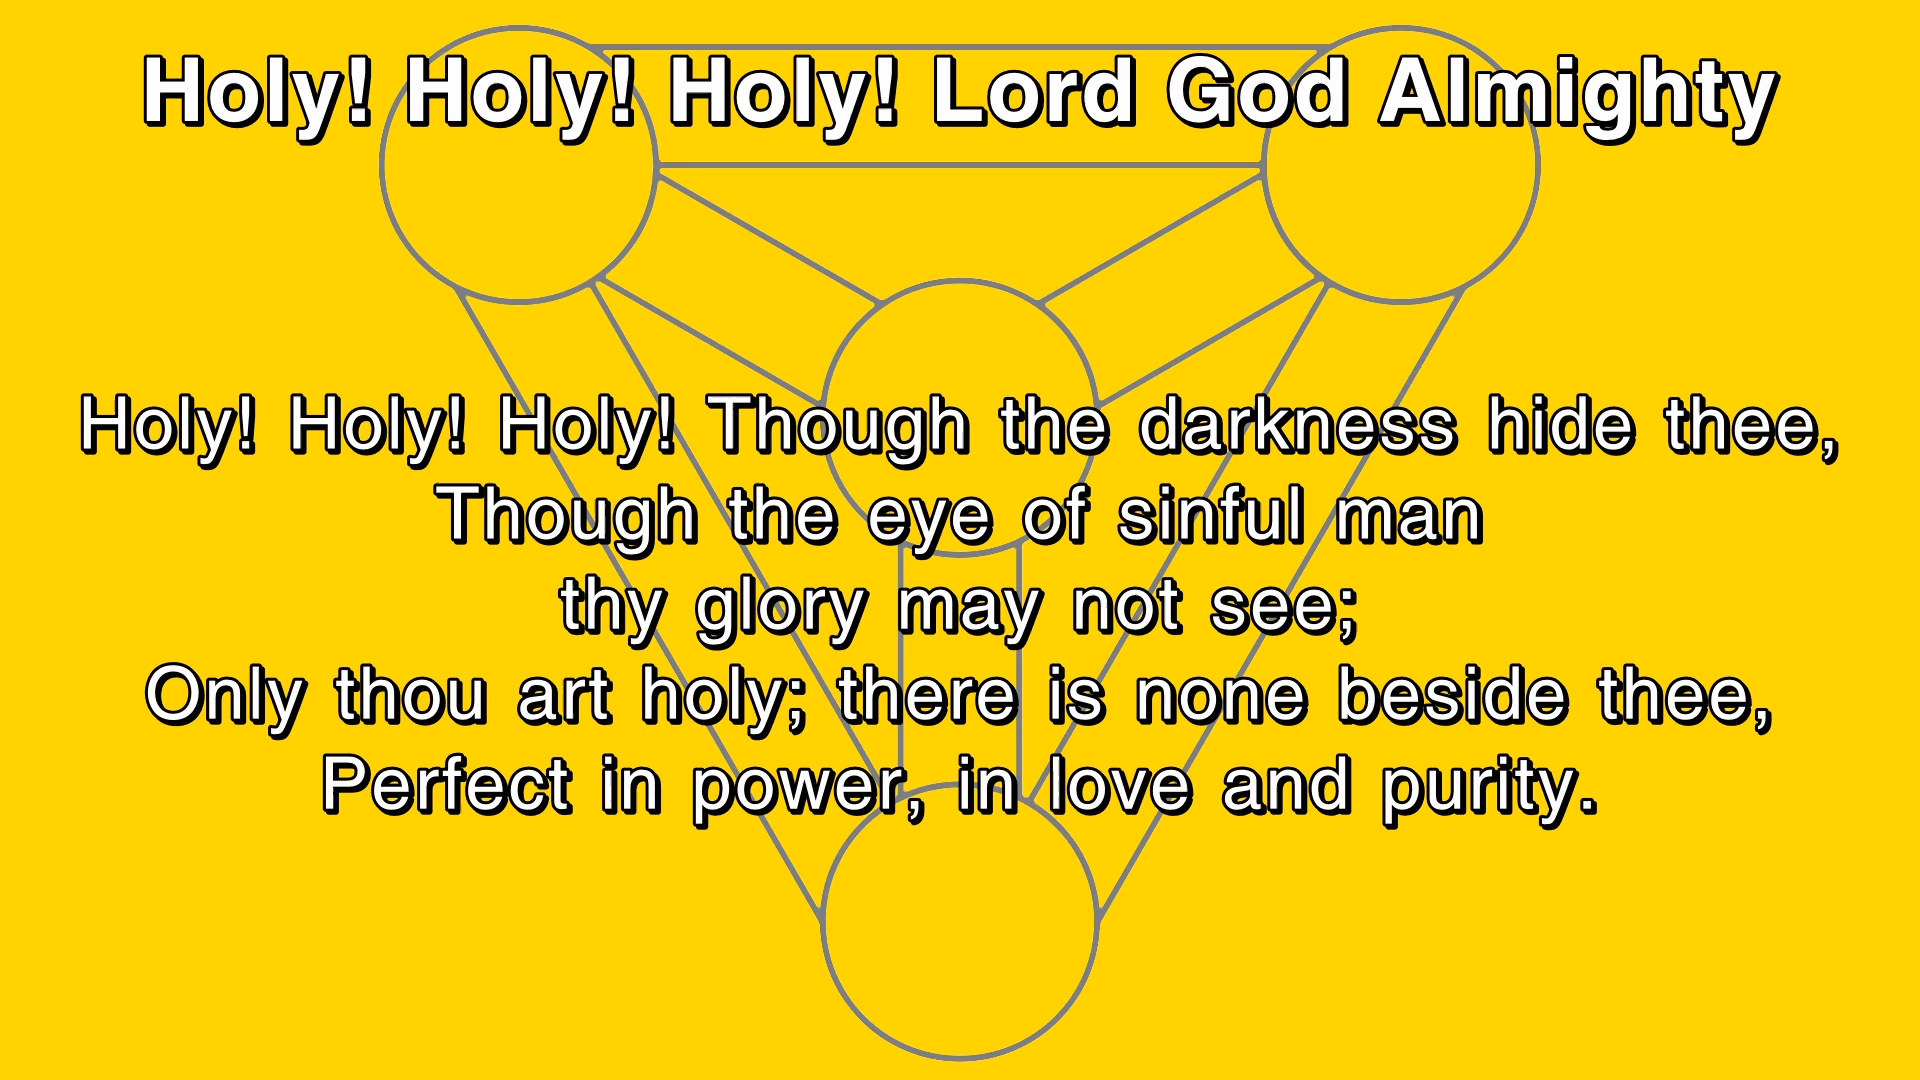 Holy! Holy! Holy! Lord God Almighty
Holy! Holy! Holy! Though the darkness hide thee,
Though the eye of sinful man
thy glory may not see;
Only thou art holy; there is none beside thee,
Perfect in power, in love and purity.